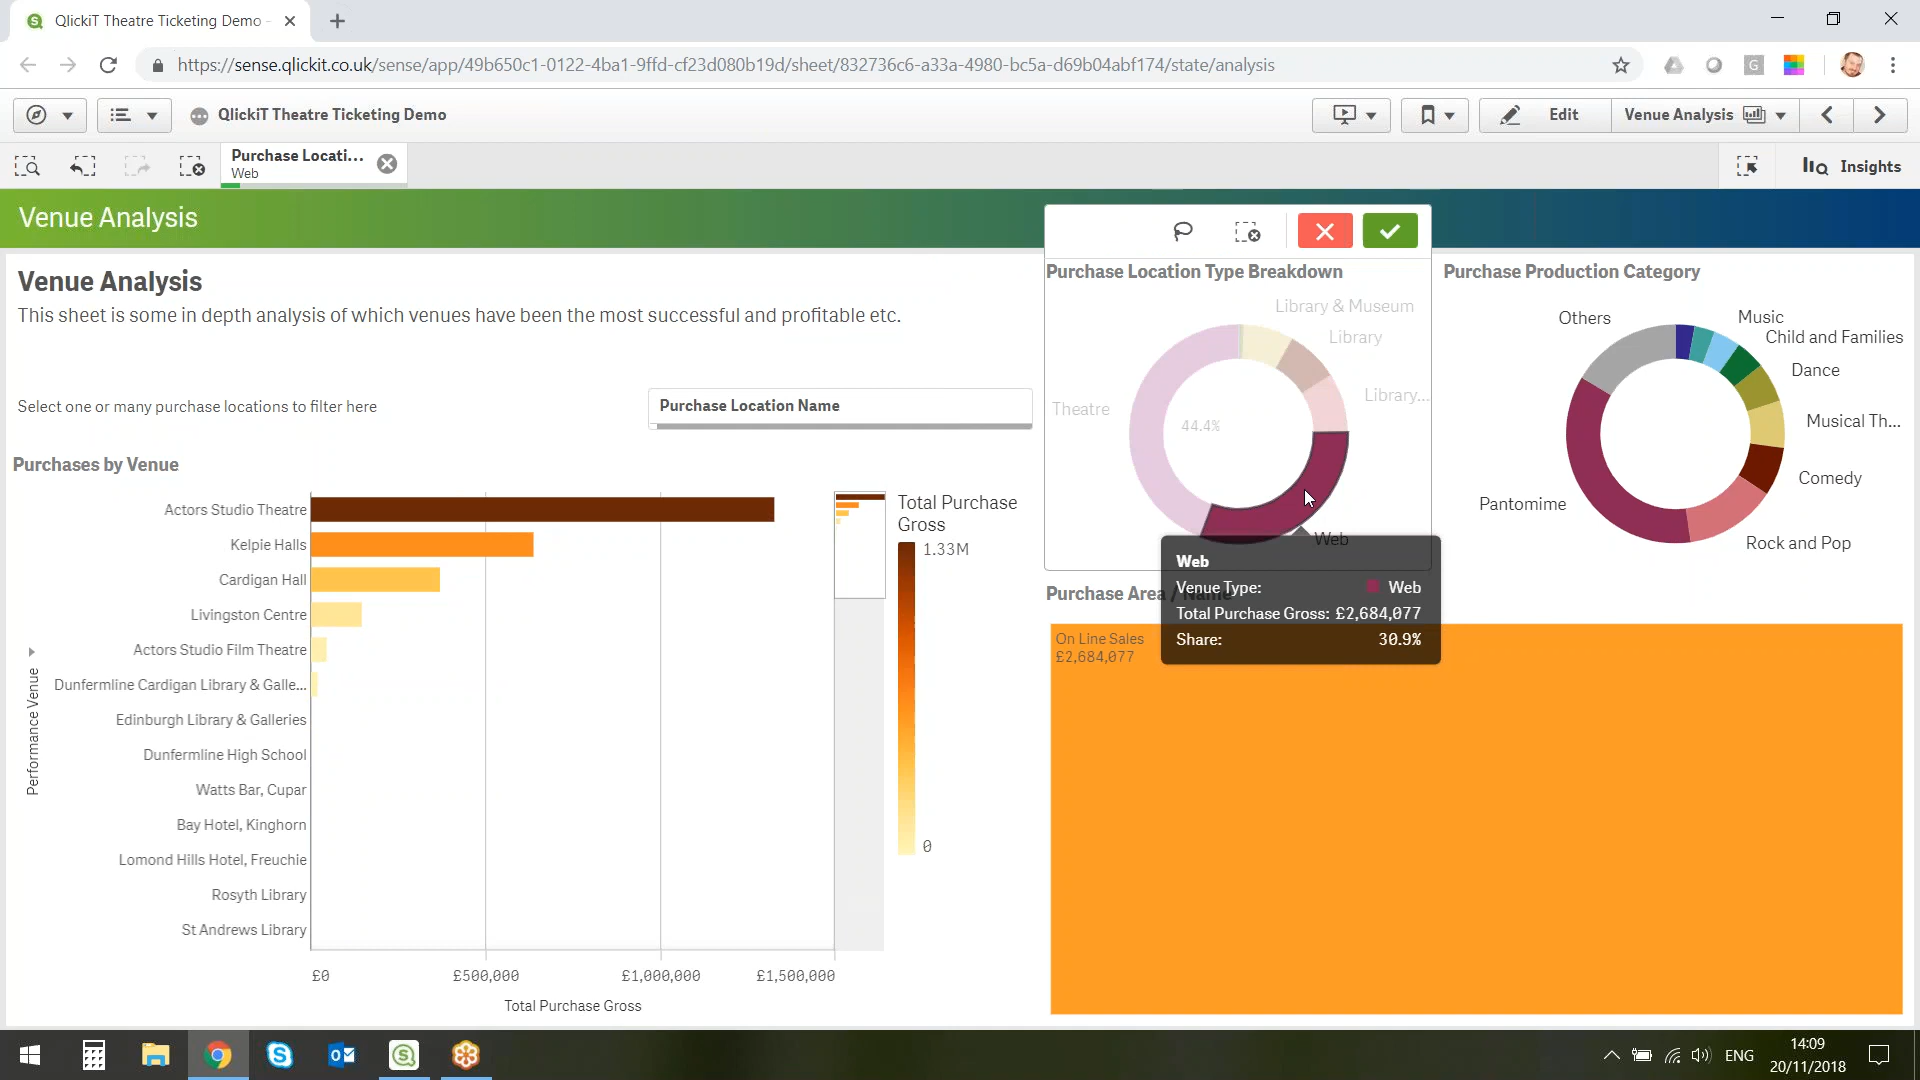 QlickiT Theatre Ticketing Demo -
https://sense.qlickit.co.uk/sense/app/49b650c1-0122-4ba1-9ffd-cf23d080b19d/sheet/832736c6-a33a-4980-bc5a-d69b04abf174/state/analysis
QlickiT Theatre Ticketing Demo
Edit
Venue Analysis
Purchase Locati...
Web
Insights
Venue Analysis
Venue Analysis
This sheet is some in depth analysis of which venues have been the most successful and profitable etc.
Select one or many purchase locations to filter here
Purchase Location Name
Purchases by Venue
Performance Venue
Actors Studio Theatre
Kelpie Halls
Cardigan Hall
Livingston Centre
Actors Studio Film Theatre
Dunfermline Cardigan Library & Galle...
Edinburgh Library & Galleries
Dunfermline High School
Watts Bar, Cupar
Bay Hotel, Kinghorn
Lomond Hills Hotel, Freuchie
Rosyth Library
St Andrews Library
£0
£500,000
£1,000,000
£1,500,000
Total Purchase Gross
Total Purchase
Gross
1.33M
0
Purchase Location Type Breakdown
Library & Museum
Library
Library...
Theatre
44.4%
Web
Web
Venue Type: Web
Total Purchase Gross: £2,684,077
Share: 30.9%
Purchase Production Category
Others
Music
Child and Families
Dance
Musical Th...
Comedy
Pantomime
Rock and Pop
Purchase Area / Name
On Line Sales
£2,684,077
ENG
14:09
20/11/2018